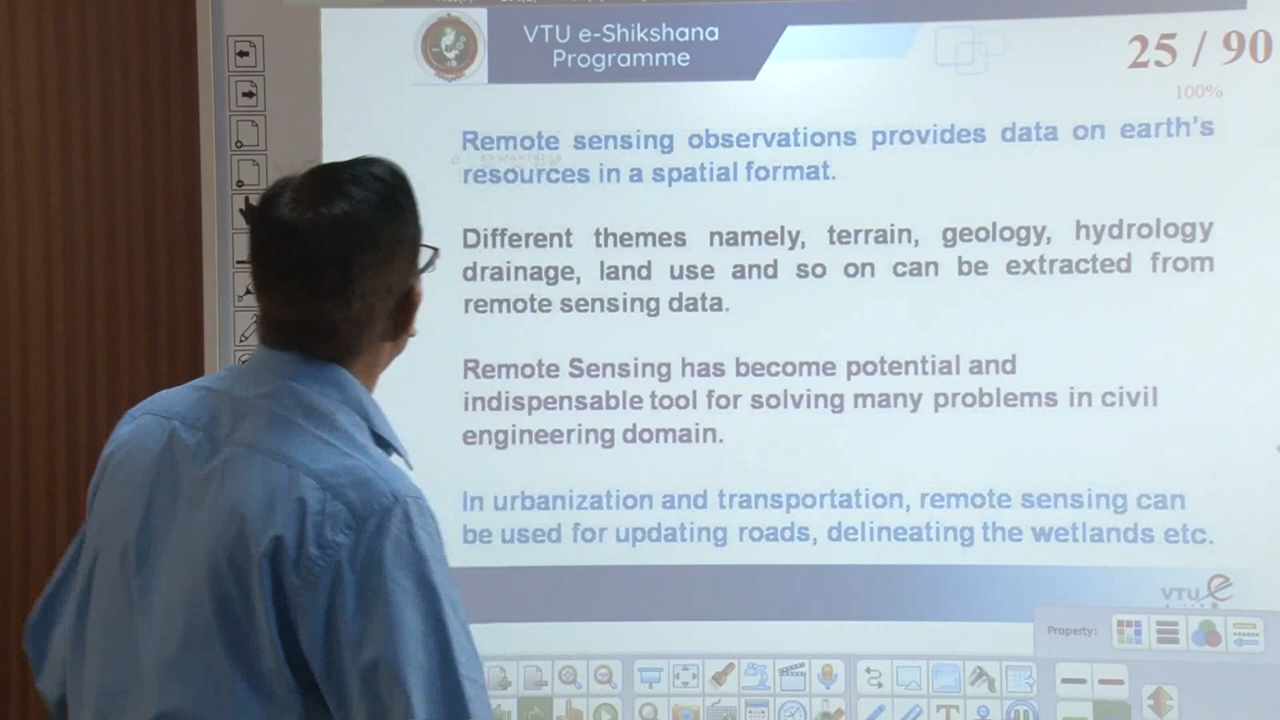 VTU e-Shikshana
Programme
25 / 90
100%
Remote sensing observations provides data on earth's
resources in a spatial format.
Different themes namely, terrain, geology, hydrology
drainage, land use and so on can be extracted from
remote sensing data.
Remote Sensing has become potential and
indispensable tool for solving many problems in civil
engineering domain.
In urbanization and transportation, remote sensing can
be used for updating roads, delineating the wetlands etc.
VTU e
Property: